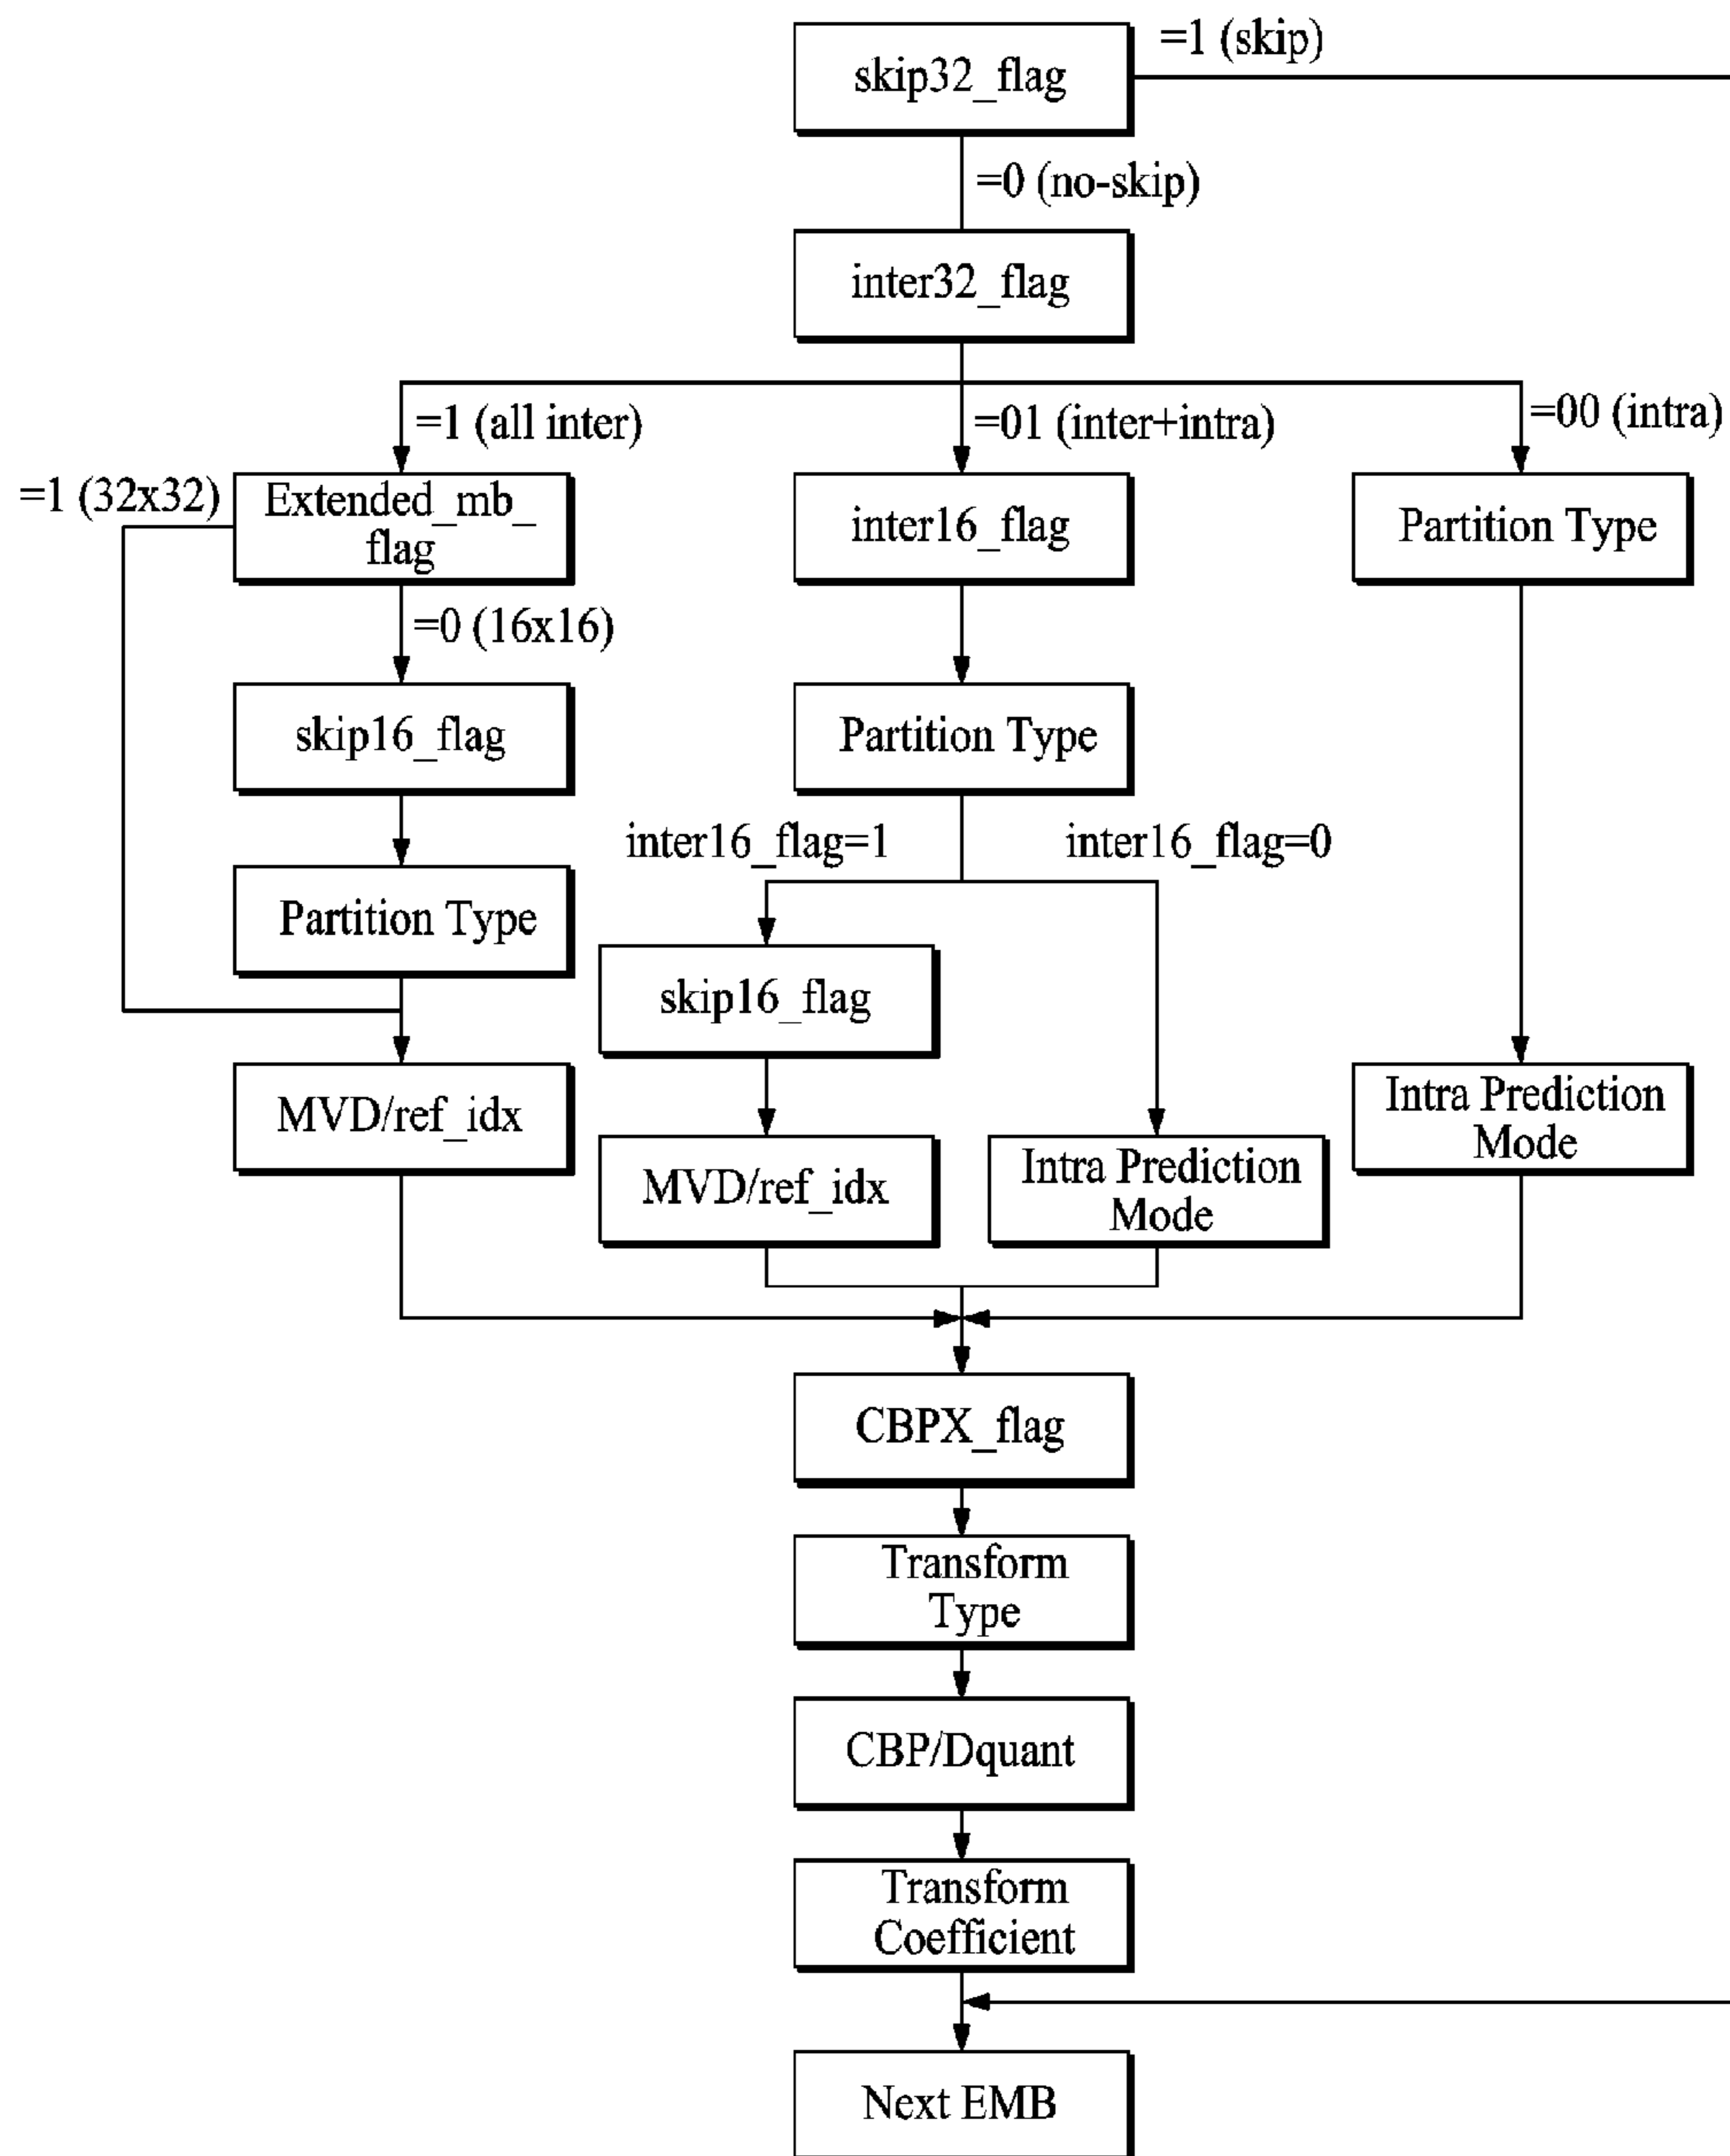 =1 (skip)
skip32_flag
=0 (no-skip)
inter32_flag
=1 (all inter)
=01 (inter+intra)
=00 (intra)
=1 (32x32)
Extended_mb_
flag
inter16_flag
Partition Type
=0 (16x16)
skip16_flag
Partition Type
inter16_flag=1
inter16_flag=0
Partition Type
skip16_flag
MVD/ref_idx
Intra Prediction
Mode
MVD/ref_idx
Intra Prediction
Mode
CBPX_flag
Transform
Type
CBP/Dquant
Transform
Coefficient
Next EMB